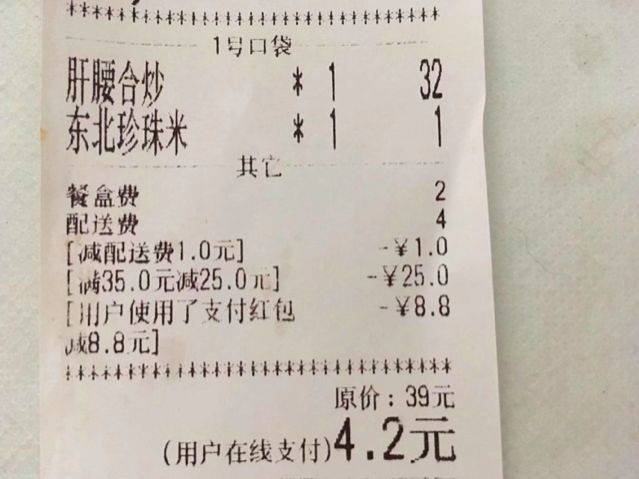 1号口袋
肝腰合炒 * 1 32
东北珍珠米 * 1 1
其它
餐盒费 2
配送费 4
[减配送费1.0元] -¥1.0
[满35.0元减25.0元] -¥25.0
[用户使用了支付红包 -¥8.8
减8.8元]
原价:39元
(用户在线支付)4.2元